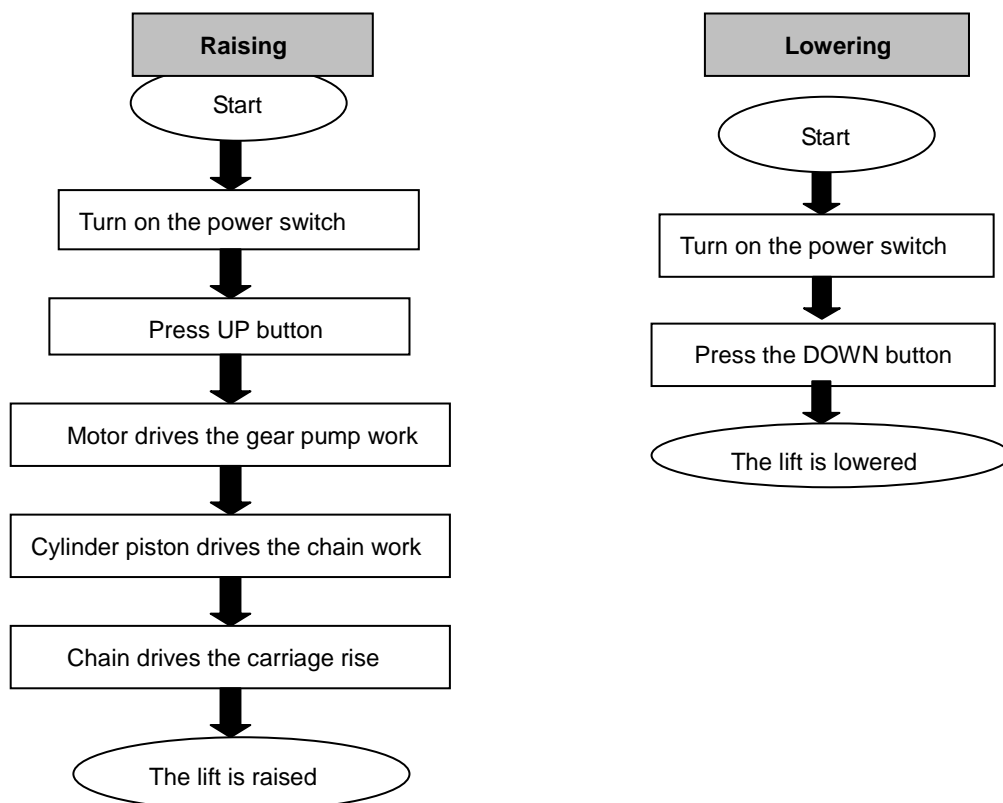 Raising
Start
Turn on the power switch
Press UP button
Motor drives the gear pump work
Cylinder piston drives the chain work
Chain drives the carriage rise
The lift is raised
Lowering
Start
Turn on the power switch
Press the DOWN button
The lift is lowered